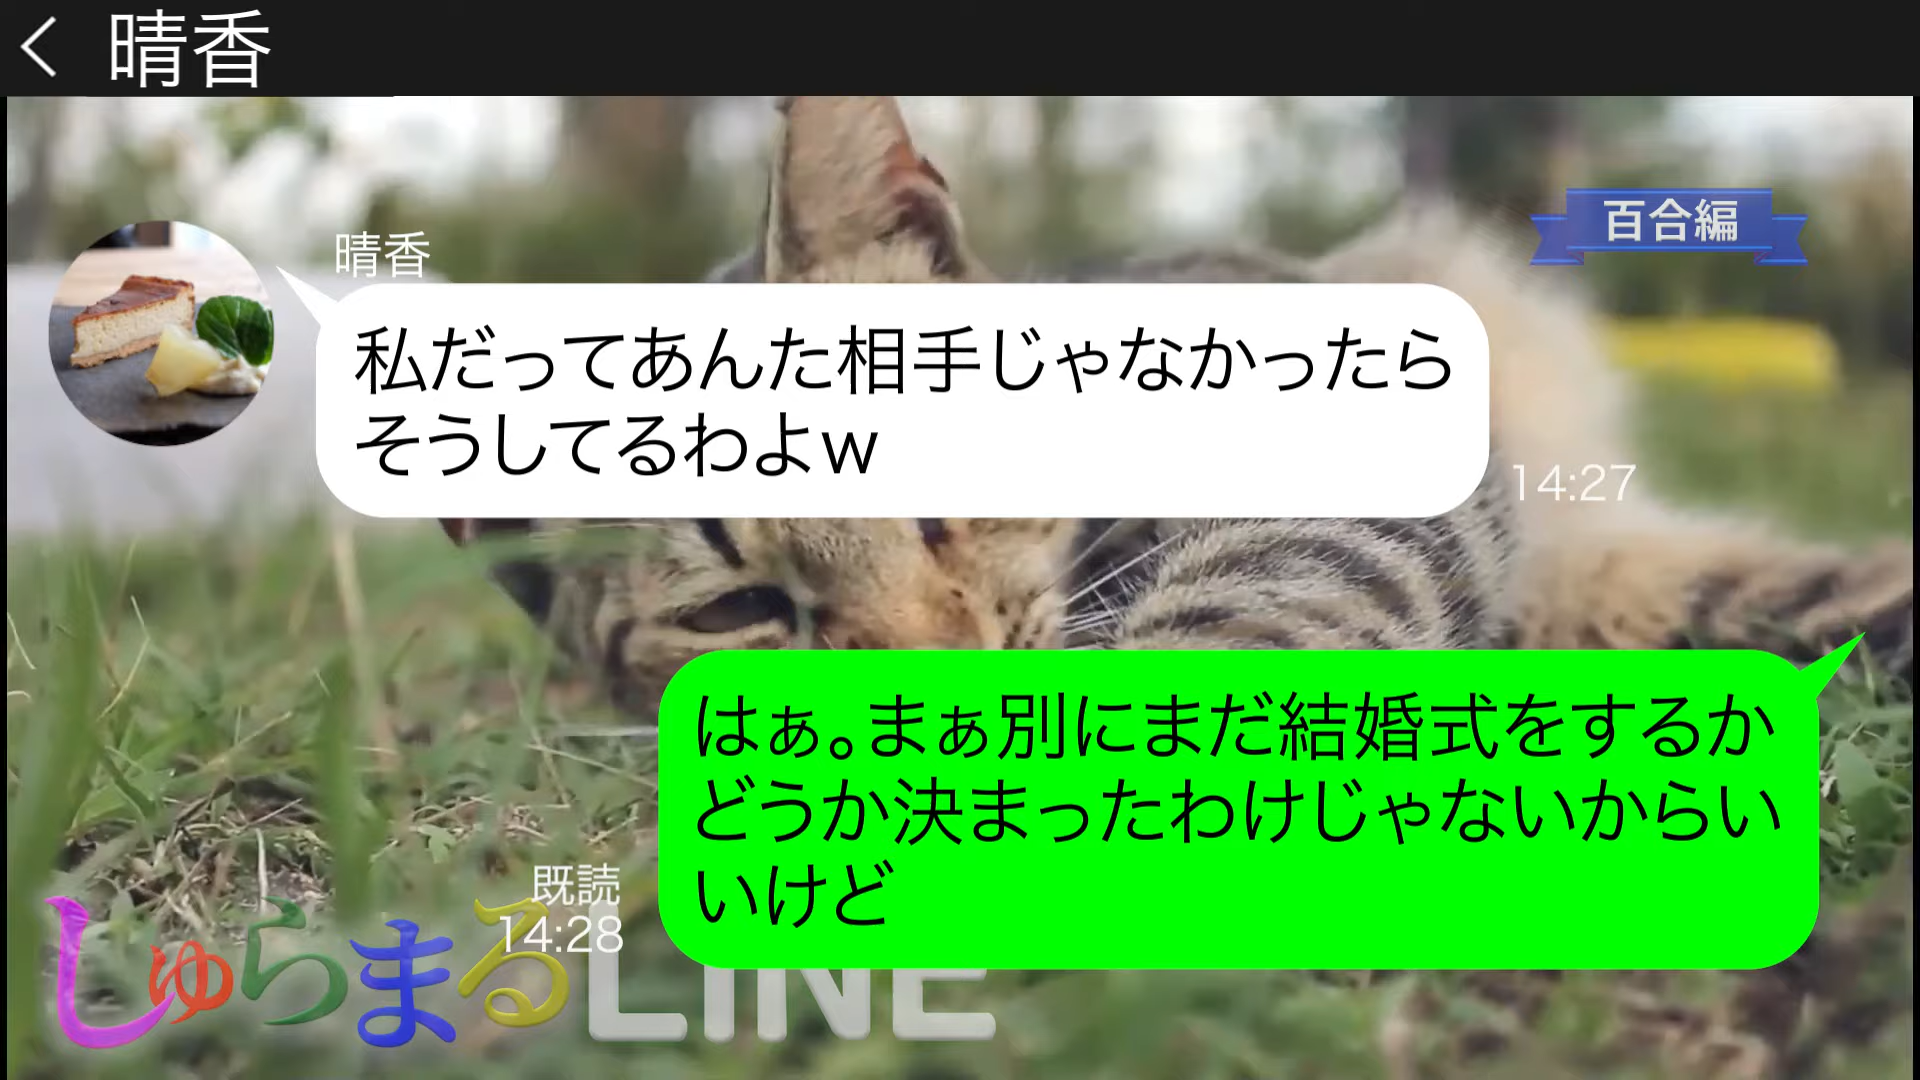 晴香
百合編
晴香
私だってあんた相手じゃなかったら
そうしてるわよw
14:27
はぁ。まぁ別にまだ結婚式をするか
どうか決まったわけじゃないからい
いけど
既読
14:28
しゅらまるLINE